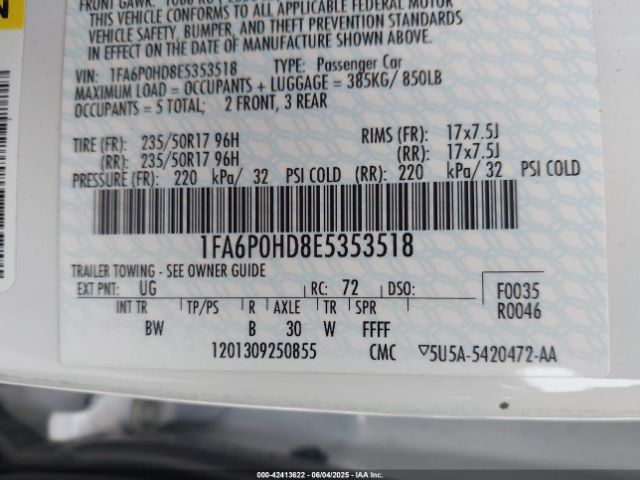 THIS VEHICLE CONFORMS TO ALL APPLICABLE FEDERAL MOTOR
VEHICLE SAFETY, BUMPER, AND THEFT PREVENTION STANDARDS
IN EFFECT ON THE DATE OF MANUFACTURE SHOWN ABOVE.
VIN: 1FA6P0HD8E5353518 TYPE: Passenger Car
MAXIMUM LOAD = OCCUPANTS + LUGGAGE = 385KG/ 850LB
OCCUPANTS = 5 TOTAL; 2 FRONT, 3 REAR
TIRE (FR): 235/50R17 96H RIMS (FR): 17x7.5J
(RR): 235/50R17 96H (RR): 17x7.5J
PRESSURE (FR): 220 kPa/ 32 PSI COLD (RR): 220 kPa/ 32 PSI COLD
1FA6P0HD8E5353518
TRAILER TOWING - SEE OWNER GUIDE
EXT PNT: UG RC: 72 DSO: F0035
R0046
INT TR TP/PS R AXLE TR SPR
BW B 30 W FFFF
1201309250855 CMC ▽5U5A-5420472-AA
000-42413622 - 06/04/2025 - IAA Inc.